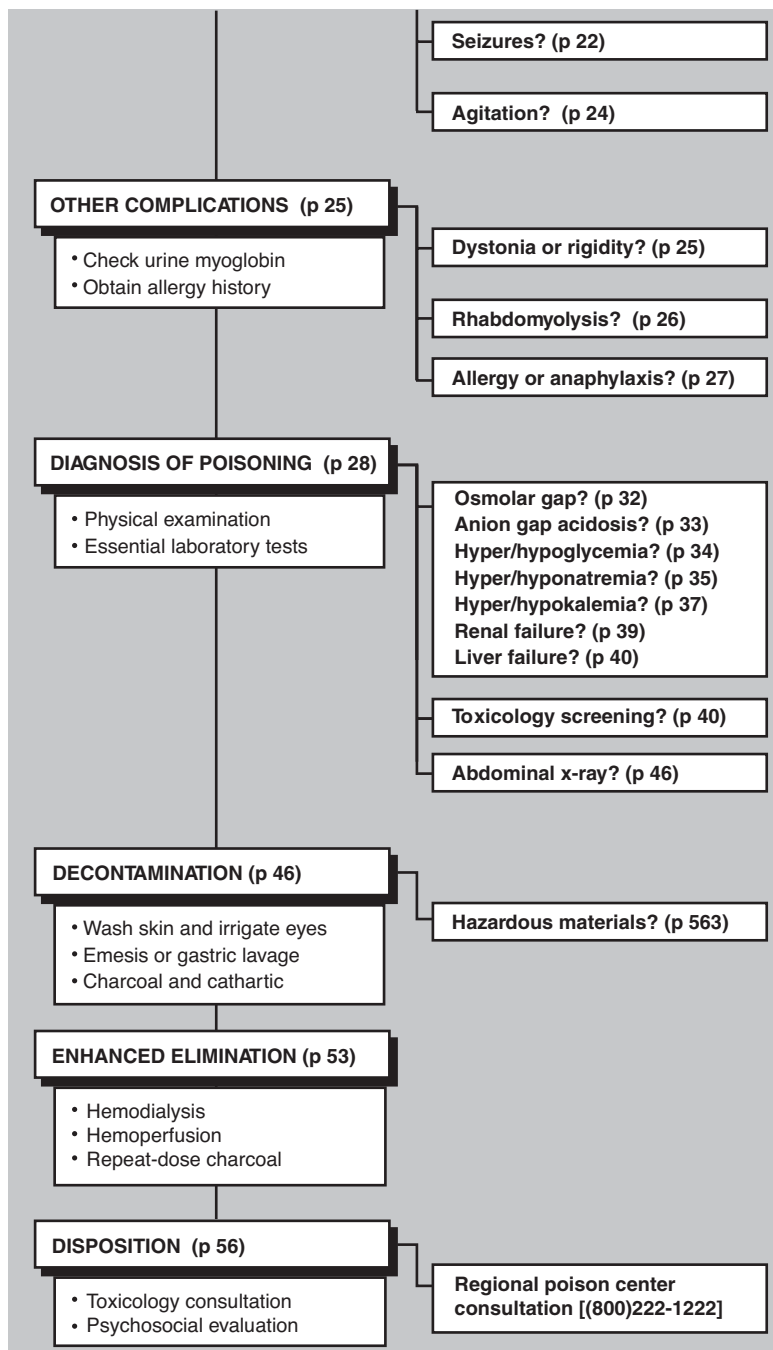 Seizures? (p 22)
Agitation? (p 24)
OTHER COMPLICATIONS (p 25)
• Check urine myoglobin
• Obtain allergy history
Dystonia or rigidity? (p 25)
Rhabdomyolysis? (p 26)
Allergy or anaphylaxis? (p 27)
DIAGNOSIS OF POISONING (p 28)
• Physical examination
• Essential laboratory tests
Osmolar gap? (p 32)
Anion gap acidosis? (p 33)
Hyper/hypoglycemia? (p 34)
Hyper/hyponatremia? (p 35)
Hyper/hypokalemia? (p 37)
Renal failure? (p 39)
Liver failure? (p 40)
Toxicology screening? (p 40)
Abdominal x-ray? (p 46)
DECONTAMINATION (p 46)
• Wash skin and irrigate eyes
• Emesis or gastric lavage
• Charcoal and cathartic
Hazardous materials? (p 563)
ENHANCED ELIMINATION (p 53)
• Hemodialysis
• Hemoperfusion
• Repeat-dose charcoal
DISPOSITION (p 56)
• Toxicology consultation
• Psychosocial evaluation
Regional poison center
consultation [(800)222-1222]